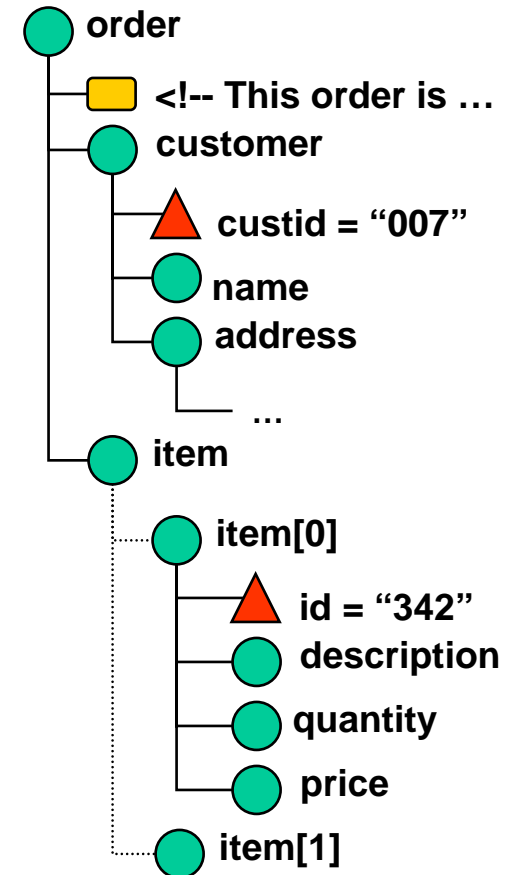 order
<!-- This order is …
customer
custid = “007”
name
address
…
item
item[0]
id = “342”
description
quantity
price
item[1]